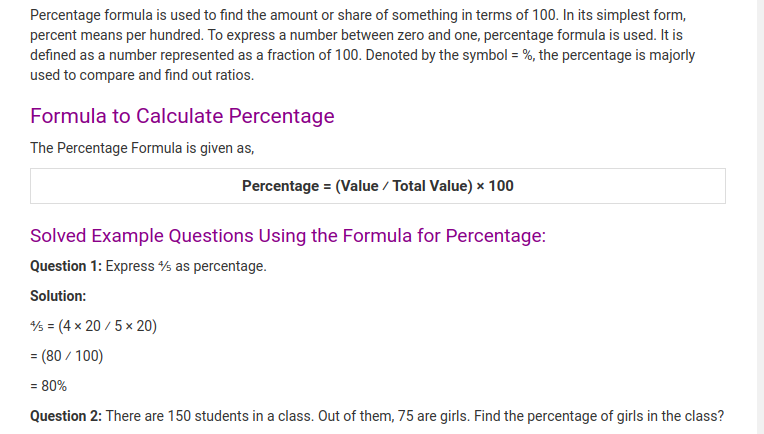 Percentage formula is used to find the amount or share of something in terms of 100. In its simplest form,
percent means per hundred. To express a number between zero and one, percentage formula is used. It is
defined as a number represented as a fraction of 100. Denoted by the symbol = %, the percentage is majorly
used to compare and find out ratios.
Formula to Calculate Percentage
The Percentage Formula is given as,
Percentage = (Value ∕ Total Value) × 100
Solved Example Questions Using the Formula for Percentage:
Question 1: Express ⅘ as percentage.
Solution:
⅘ = (4 × 20 ∕ 5 × 20)
= (80 ∕ 100)
= 80%
Question 2: There are 150 students in a class. Out of them, 75 are girls. Find the percentage of girls in the class?